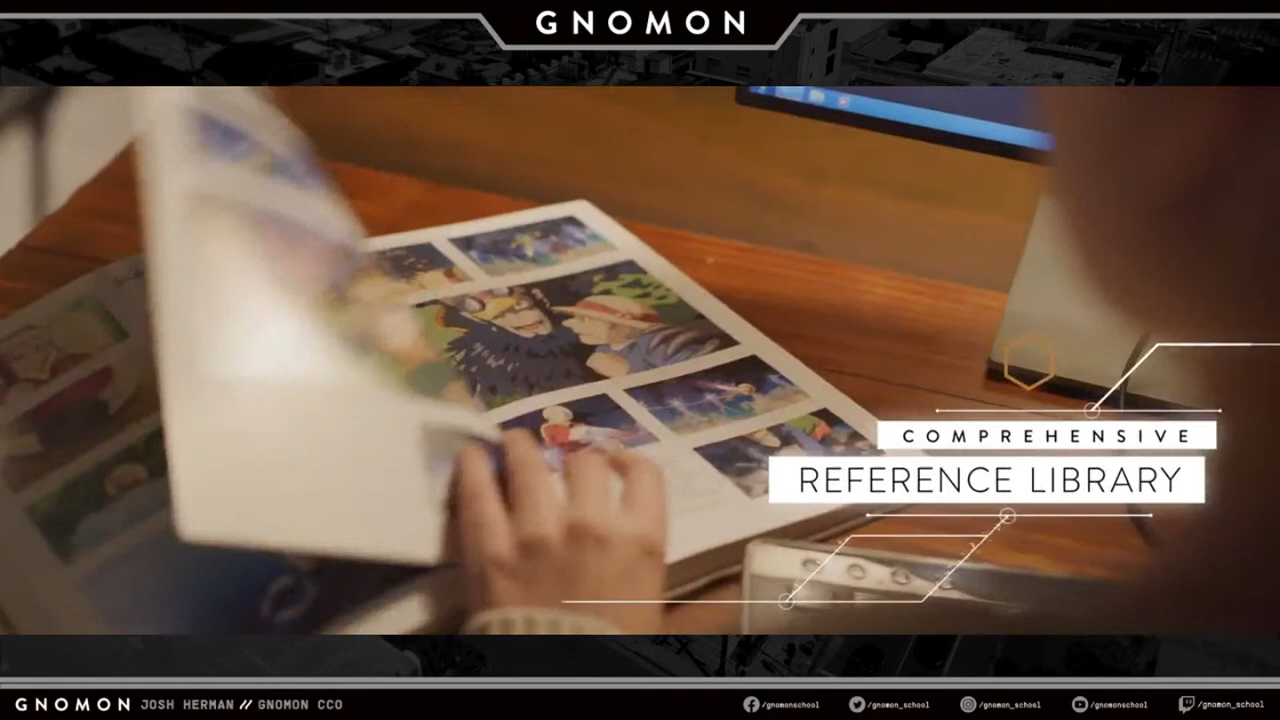 GNOMON
COMPREHENSIVE
REFERENCE LIBRARY
GNOMON JOSH HERMAN // GNOMON CCO
/gnomonschool
/gnomon_school
/gnomon_school
/gnomonschool
/gnomon_school